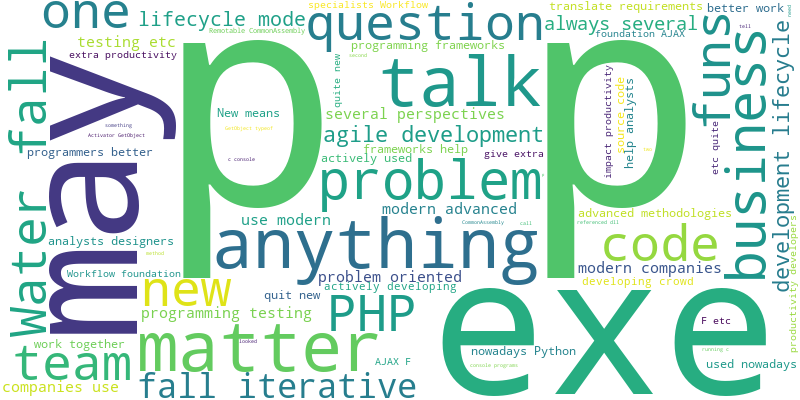 one
lifecycle mode
Remotable CommonAssembly
specialists Workflow
question
translate requirements
better work
need
always several
foundation AJAX
tell
testing etc
extra productivity
programming frameworks
second
p p
talk
funs
quite new
may
Water fall
New means
several perspectives
something
Activator GetObject
agile development
frameworks help
give extra
actively used
programmers better
c console
impact productivity
source code
help analysts
etc quite
business
development lifecycle
problem
modern advanced
use modern
anything
CommonAssembly
call
advanced methodologies
referenced dll
code
analysts designers
method
Workflow foundation
problem oriented
modern companies
developing crowd
new
quit new
actively developing
PHP
exe
programming testing
F etc
productivity developers
matter
looked
work together
team
AJAX F
nowadays Python
running c
console programs
used nowadays
companies use
fall iterative